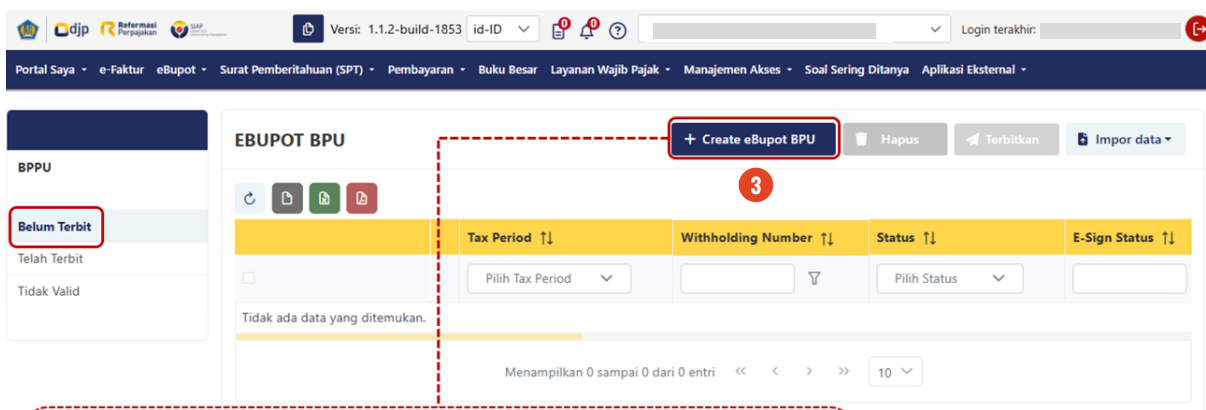 djp Reformasi Perpajakan SIAP Versi: 1.1.2-build-1853 id-ID 0 0 Login terakhir:
Portal Saya e-Faktur eBupot Surat Pemberitahuan (SPT) Pembayaran Buku Besar Layanan Wajib Pajak Manajemen Akses Soal Sering Ditanya Aplikasi Eksternal
EBUPOT BPU + Create eBupot BPU Hapus Terbitkan Impor data
BPPU
3
Belum Terbit
Tax Period Withholding Number Status E-Sign Status
Telah Terbit
Pilih Tax Period Pilih Status
Tidak Valid
Tidak ada data yang ditemukan.
Menampilkan 0 sampai 0 dari 0 entri << < > >> 10